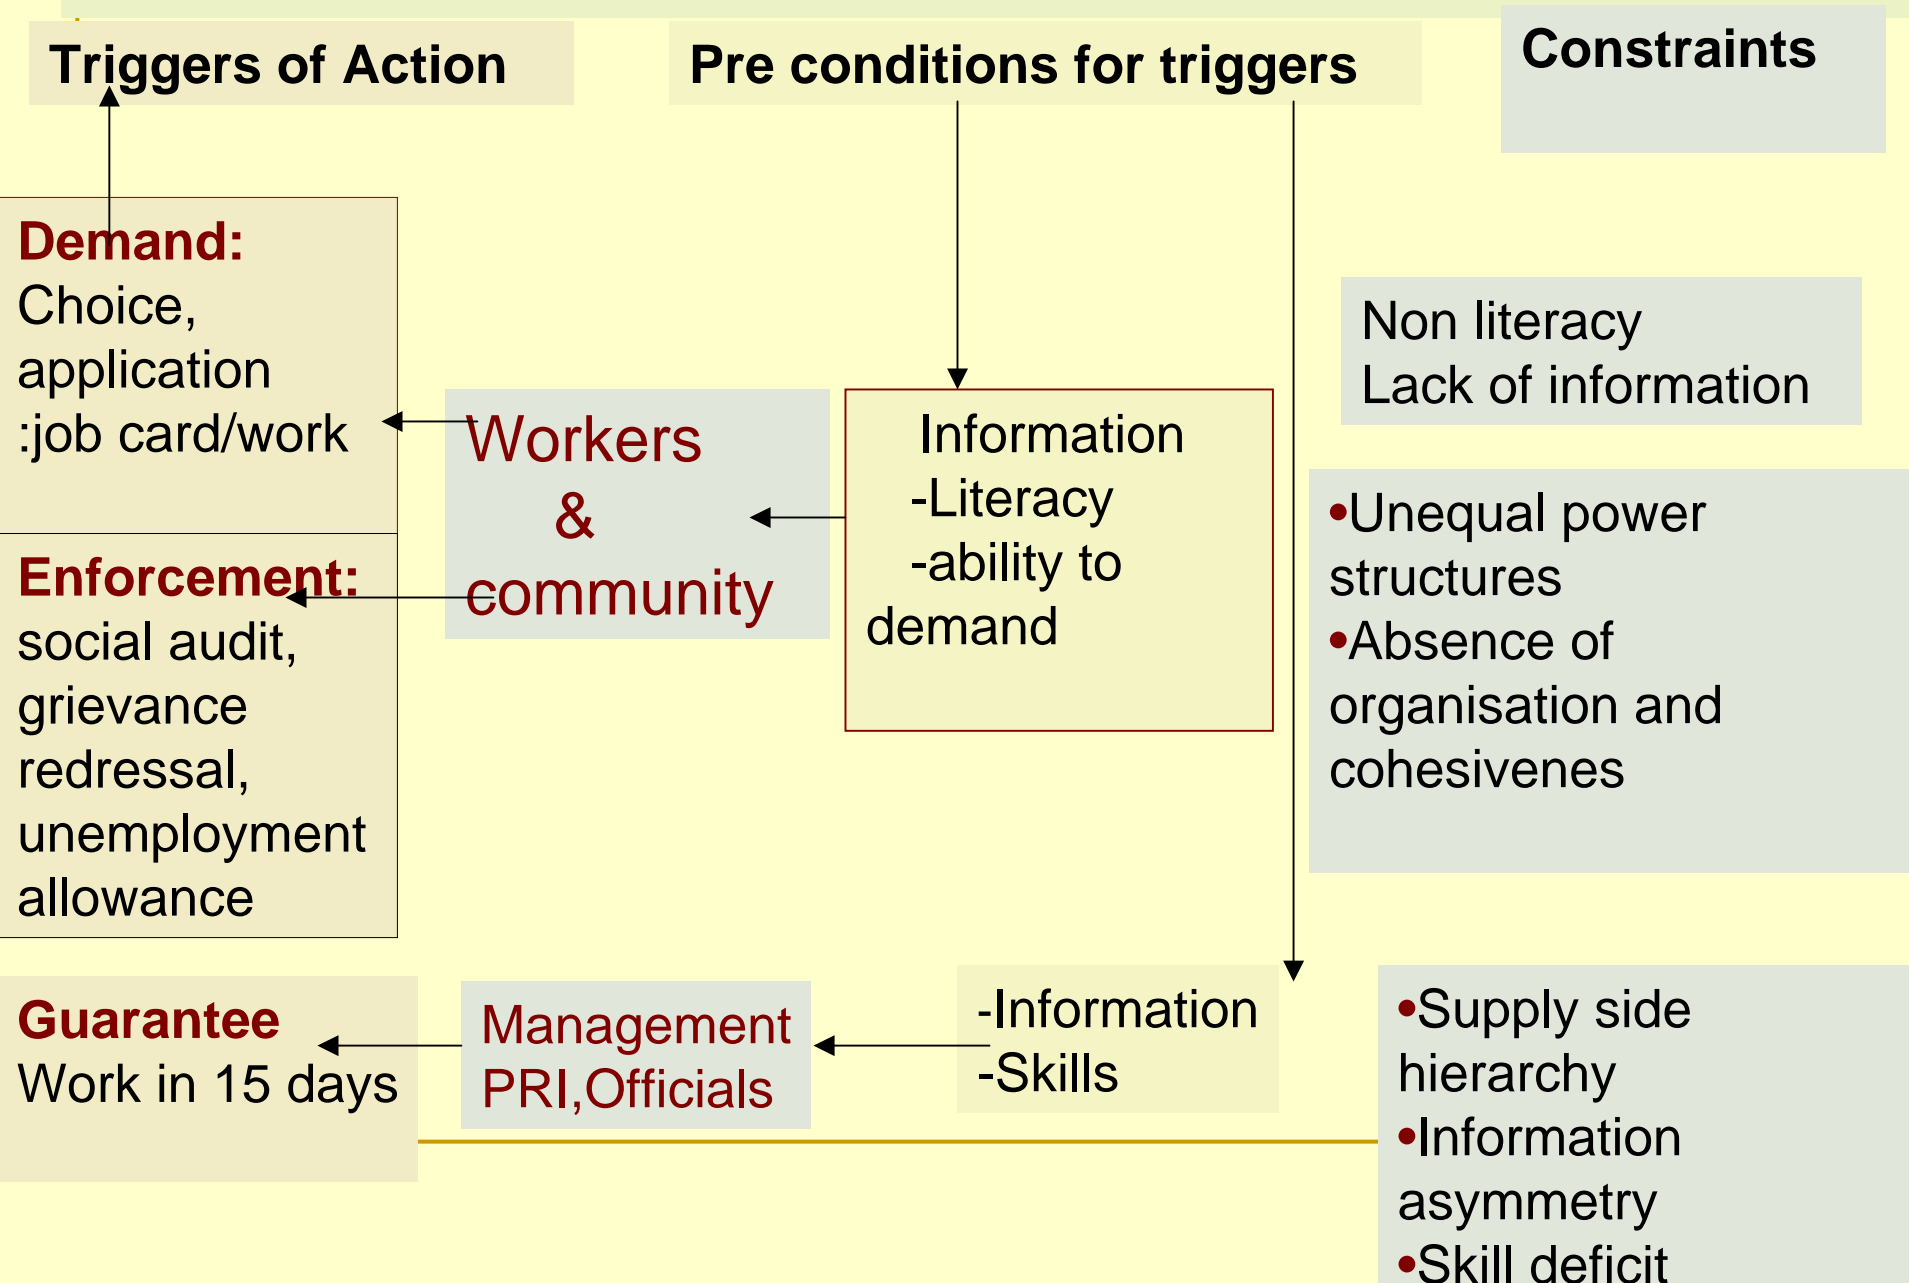 Triggers of Action
Pre conditions for triggers
Constraints
Demand:
Choice,
application
:job card/work
Enforcement:
social audit,
grievance
redressal,
unemployment
allowance
Workers
&
community
Information
-Literacy
-ability to
demand
Non literacy
Lack of information
•Unequal power
structures
•Absence of
organisation and
cohesivenes
Guarantee
Work in 15 days
Management
PRI,Officials
-Information
-Skills
•Supply side
hierarchy
•Information
asymmetry
•Skill deficit